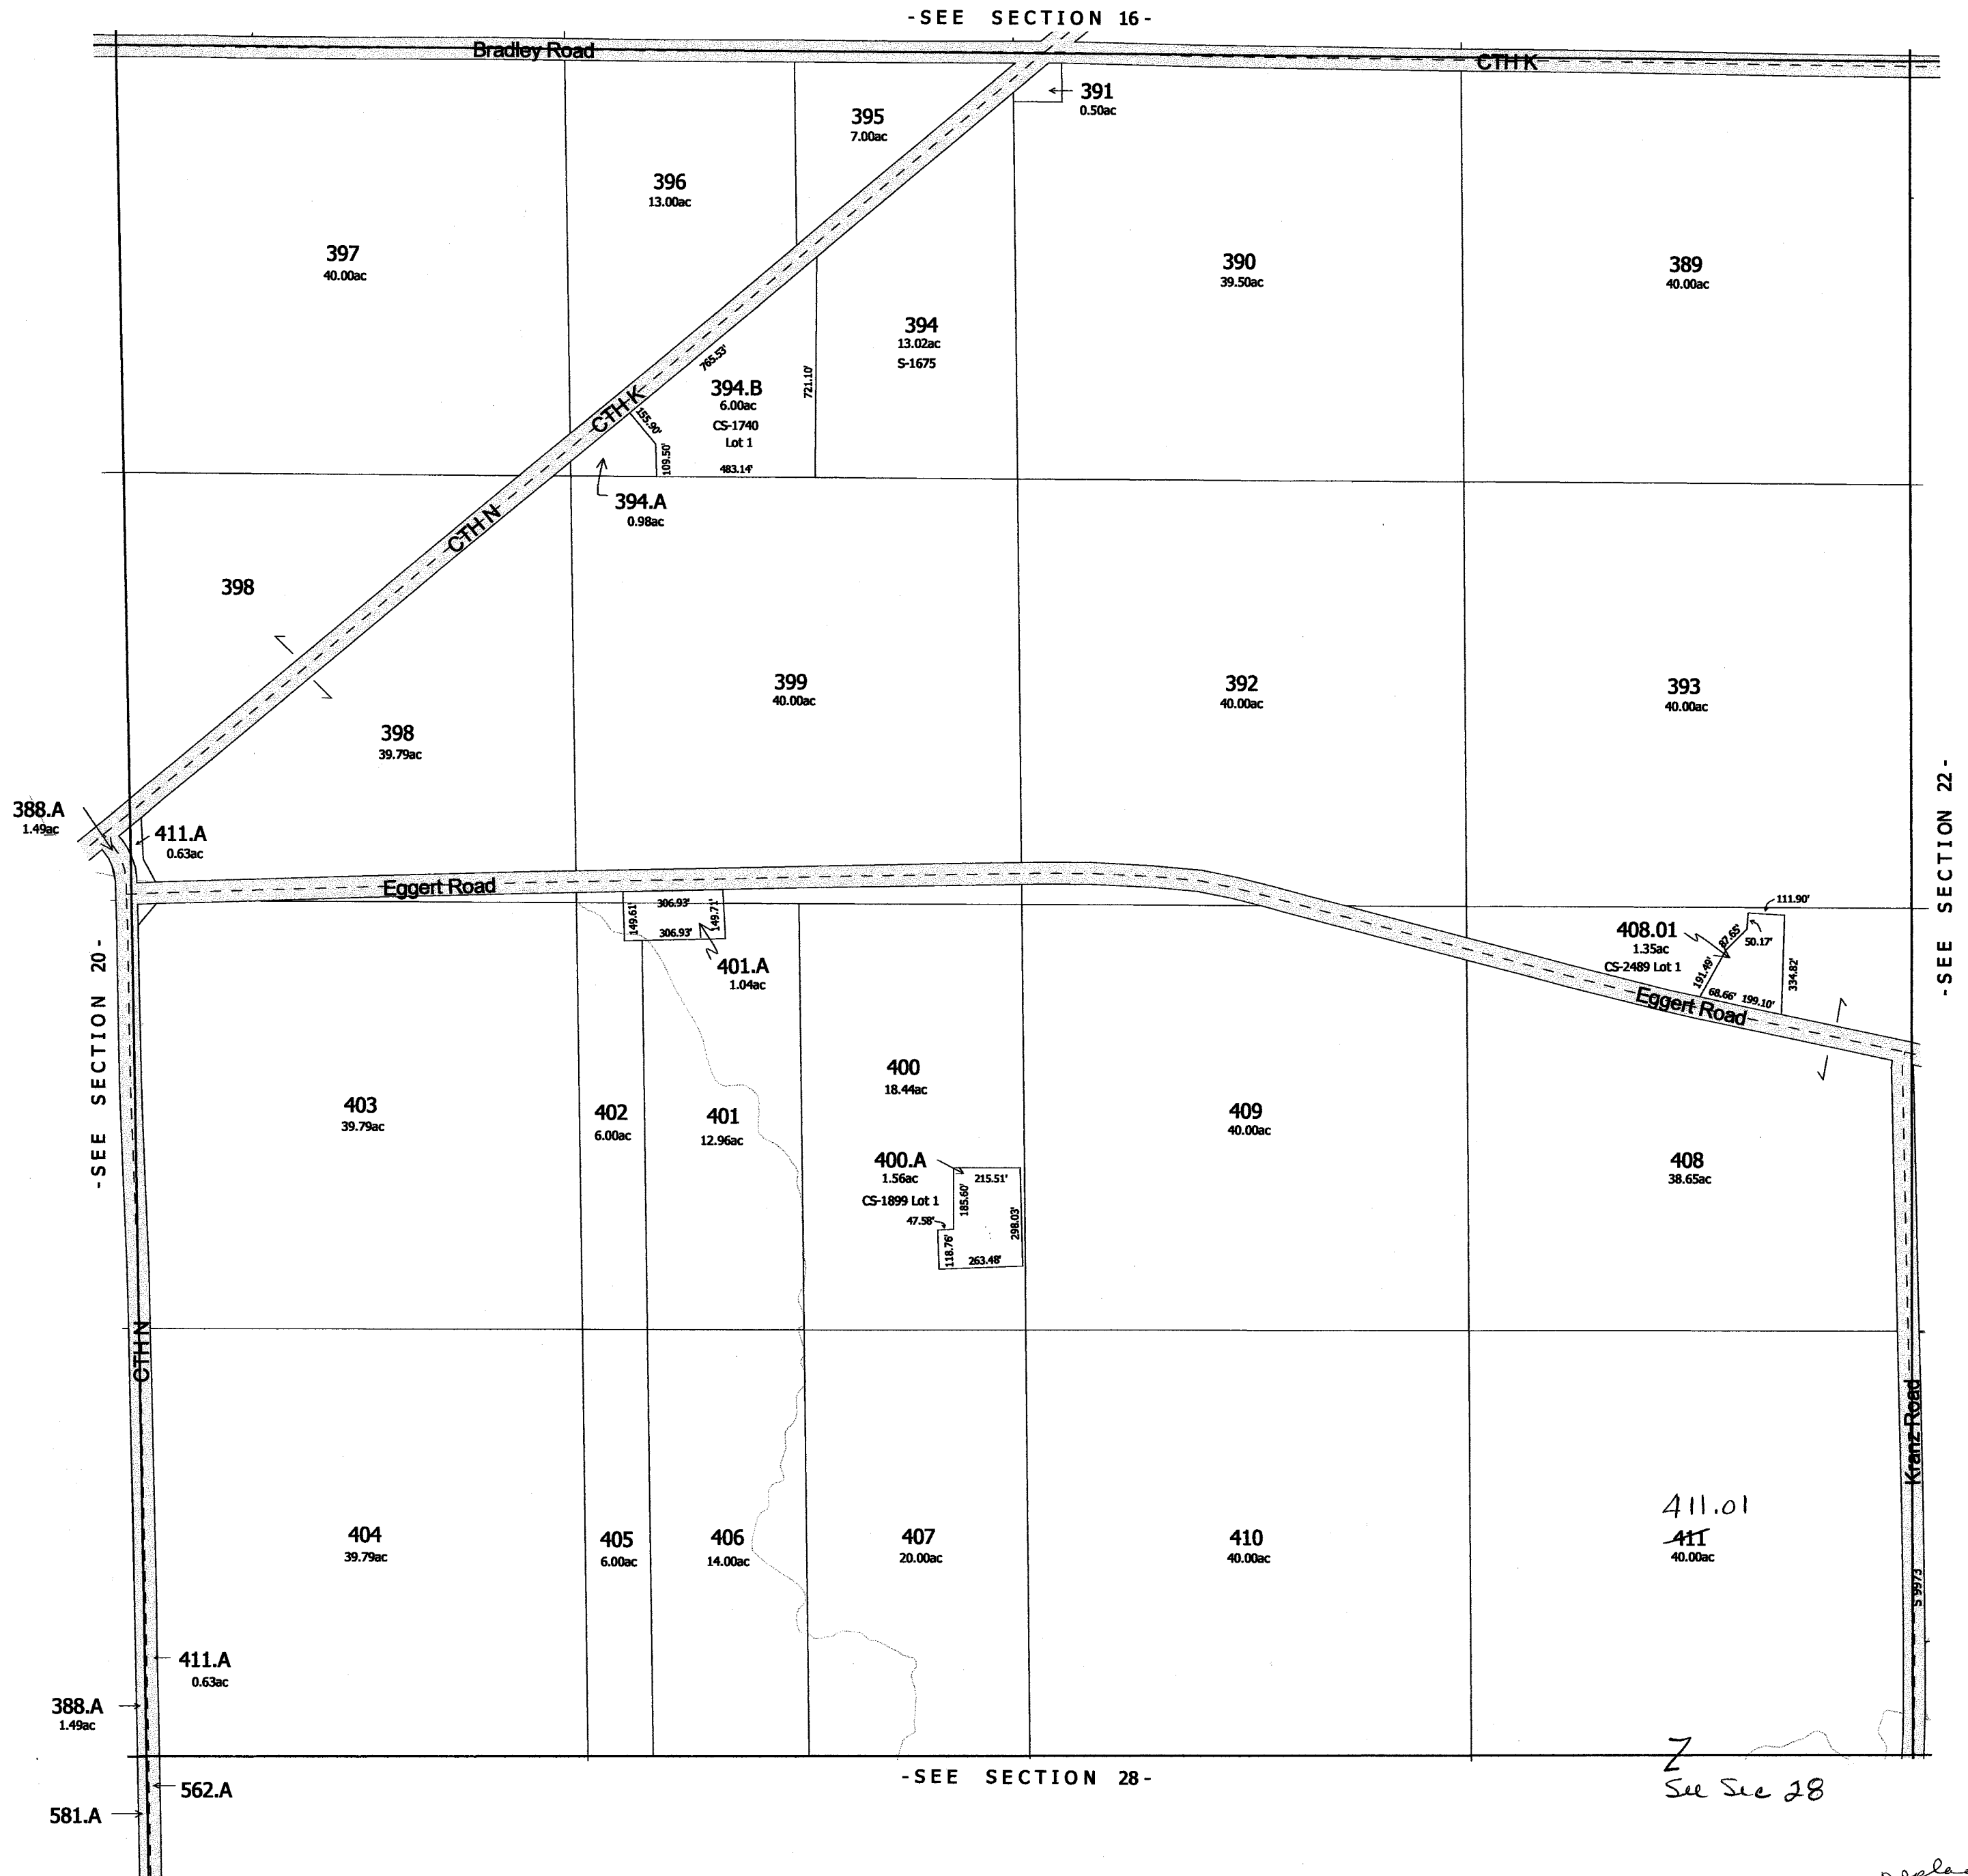 -SEE SECTION 16-
Bradley Road
CTH K
391
0.50ac
395
7.00ac
396
13.00ac
397
40.00ac
390
39.50ac
389
40.00ac
394
13.02ac
S-1675
765.53'
721.10'
394.B
6.00ac
CS-1740
Lot 1
CTH K
155.90'
109.50'
483.14'
394.A
0.98ac
CTH N
398
399
40.00ac
392
40.00ac
393
40.00ac
398
39.79ac
388.A
1.49ac
411.A
0.63ac
-SEE SECTION 22-
Eggert Road
149.61'
306.93'
149.71'
306.93'
401.A
1.04ac
111.90'
408.01
1.35ac
CS-2489 Lot 1
87.65'
50.17'
191.49'
334.82'
68.66'
199.10'
Eggert Road
-SEE SECTION 20-
400
18.44ac
403
39.79ac
402
6.00ac
401
12.96ac
409
40.00ac
408
38.65ac
400.A
1.56ac
CS-1899 Lot 1
215.51'
185.60'
47.58'
298.03'
118.76'
263.48'
CTH N
Kranz Road
411.01
404
39.79ac
405
6.00ac
406
14.00ac
407
20.00ac
410
40.00ac
411
40.00ac
S 9973
411.A
0.63ac
388.A
1.49ac
-SEE SECTION 28-
Z
See Sec 28
562.A
581.A